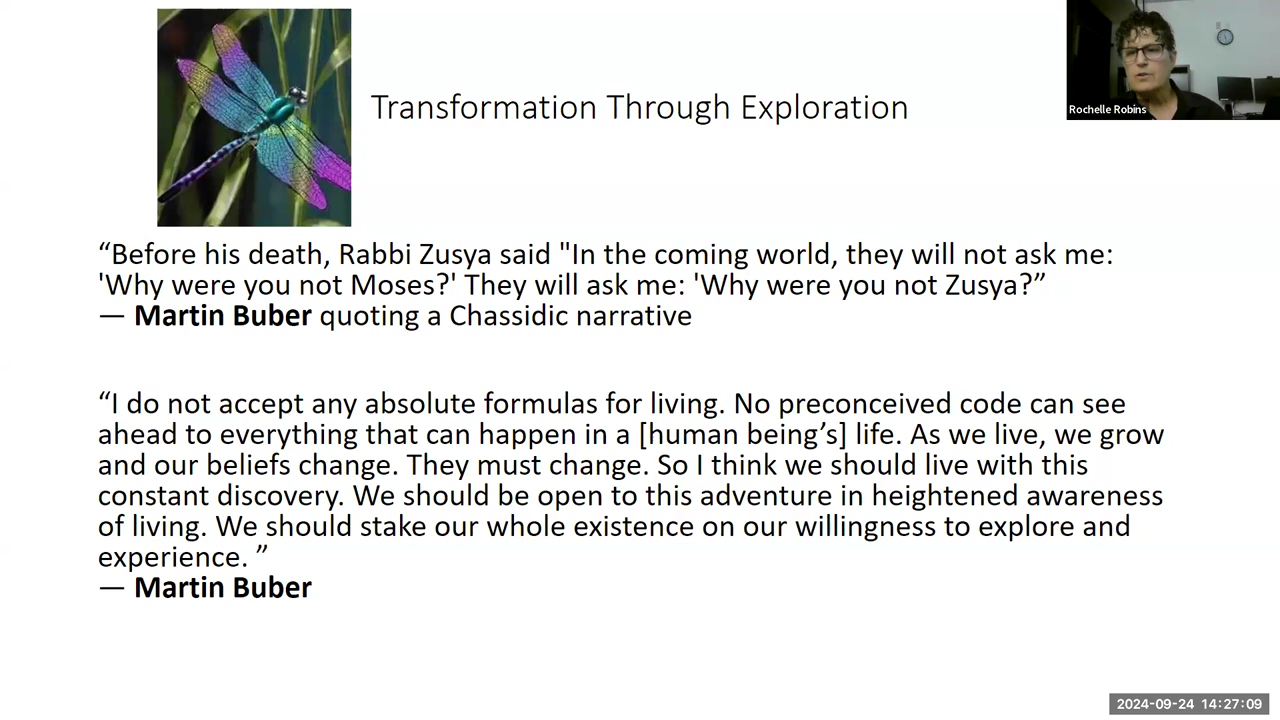 Transformation Through Exploration
Rochelle Robins
“Before his death, Rabbi Zusya said "In the coming world, they will not ask me:
'Why were you not Moses?' They will ask me: 'Why were you not Zusya?”
— Martin Buber quoting a Chassidic narrative
“I do not accept any absolute formulas for living. No preconceived code can see
ahead to everything that can happen in a [human being’s] life. As we live, we grow
and our beliefs change. They must change. So I think we should live with this
constant discovery. We should be open to this adventure in heightened awareness
of living. We should stake our whole existence on our willingness to explore and
experience. ”
— Martin Buber
2024-09-24 14:27:09